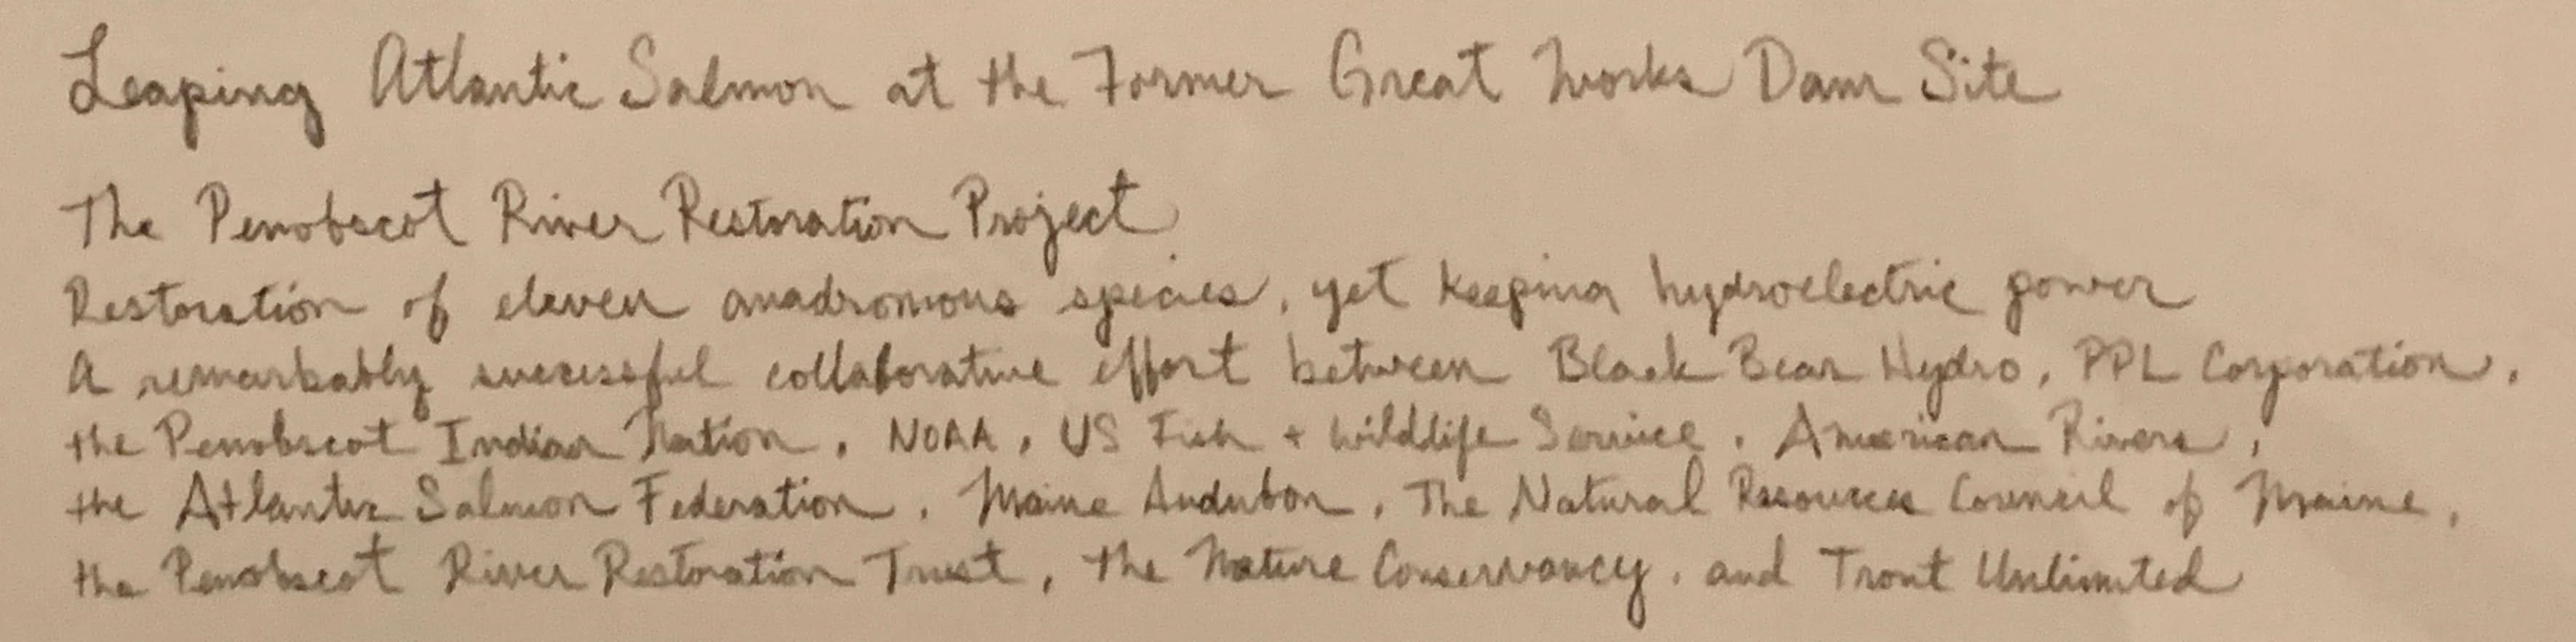 Leaping Atlantic Salmon at the Former Great Works Dam Site
The Penobscot River Restoration Project
Restoration of eleven anadromous species, yet keeping hydroelectric power
A remarkably successful collaborative effort between Black Bear Hydro, PPL Corporation,
the Penobscot Indian Nation, NOAA, US Fish + Wildlife Service, American Rivers,
the Atlantic Salmon Federation, Maine Audubon, The Natural Resources Council of Maine,
the Penobscot River Restoration Trust, the Nature Conservancy, and Trout Unlimited